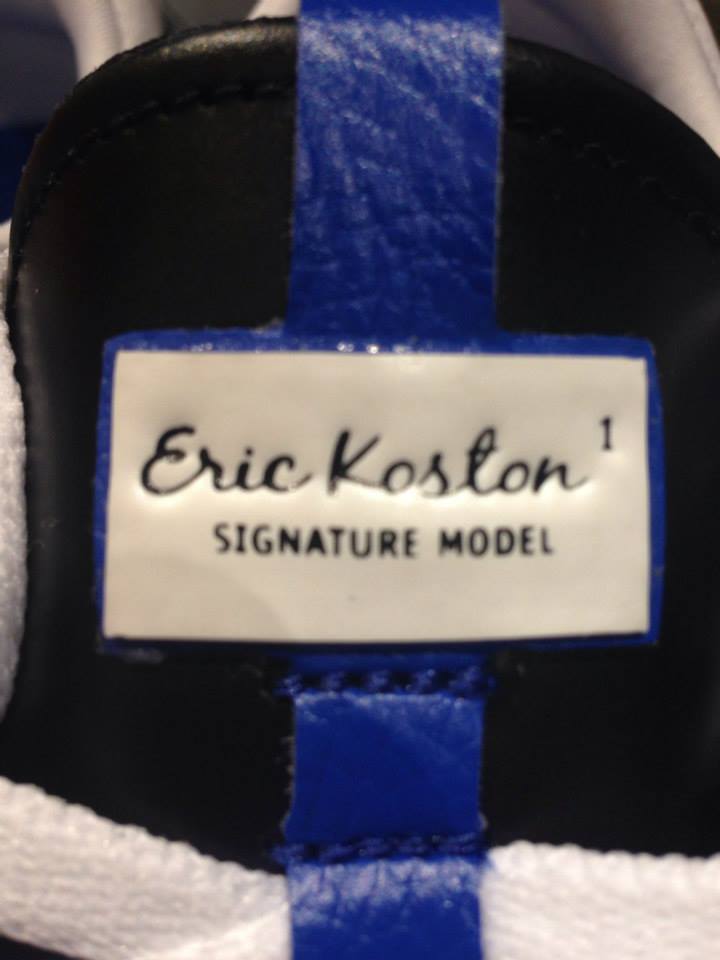 Eric Koston 1
SIGNATURE MODEL